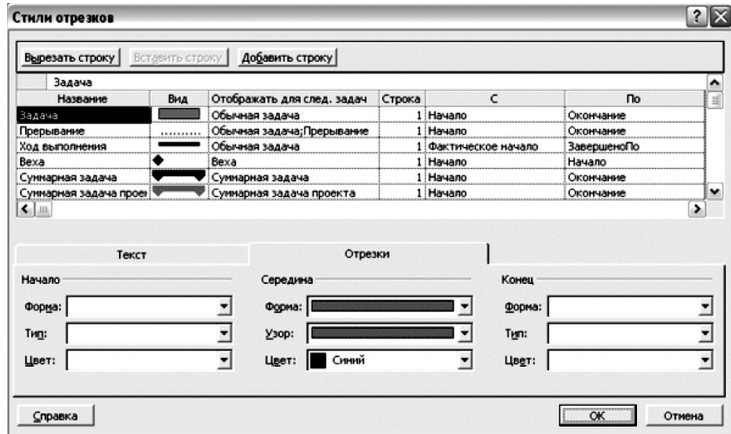 Стили отрезков
Вырезать строку Вставить строку Добавить строку
Задача
Название Вид Отображать для след. задач Строка С По
Задача Обычная задача 1 Начало Окончание
Прерывание Обычная задача;Прерывание 1 Начало Окончание
Ход выполнения Обычная задача 1 Фактическое начало ЗавершеноПо
Веха Веха 1 Начало Начало
Суммарная задача Суммарная задача 1 Начало Окончание
Суммарная задача проек Суммарная задача проекта 1 Начало Окончание
Текст Отрезки
Начало Середина Конец
Форма: Форма: Форма:
Тип: Узор: Тип:
Цвет: Цвет: Синий Цвет:
Справка ОК Отмена